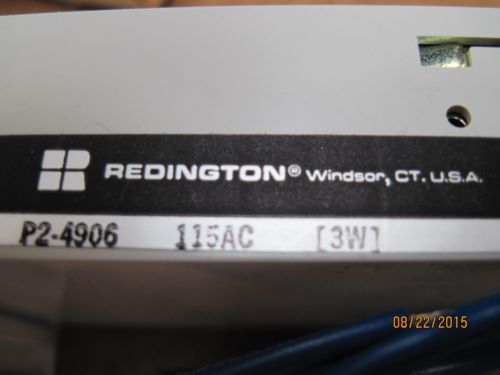 REDINGTON® Windsor, CT. U.S.A.
P2-4906 115AC [3W]
08/22/2015